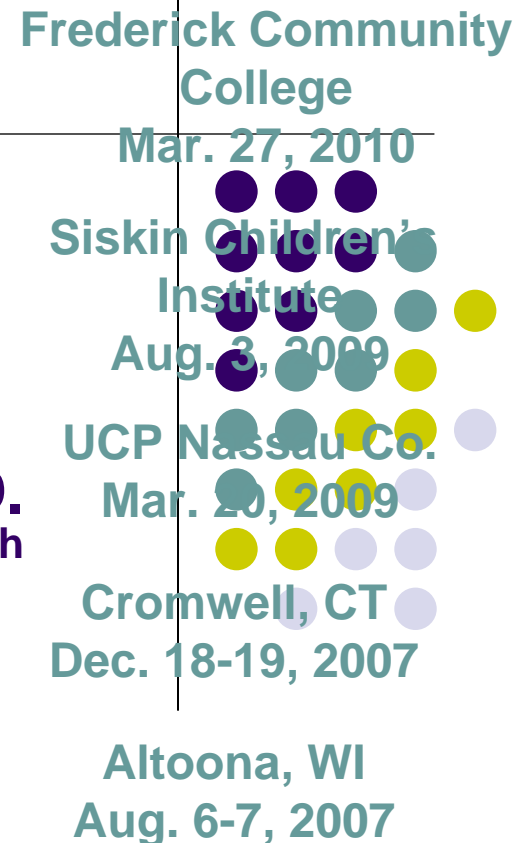 Frederick Community
College
Mar. 27, 2010
Siskin Children's
Institute
Aug. 3, 2009
UCP Nassau Co.
Mar. 20, 2009
).
h
Cromwell, CT
Dec. 18-19, 2007
Altoona, WI
Aug. 6-7, 2007